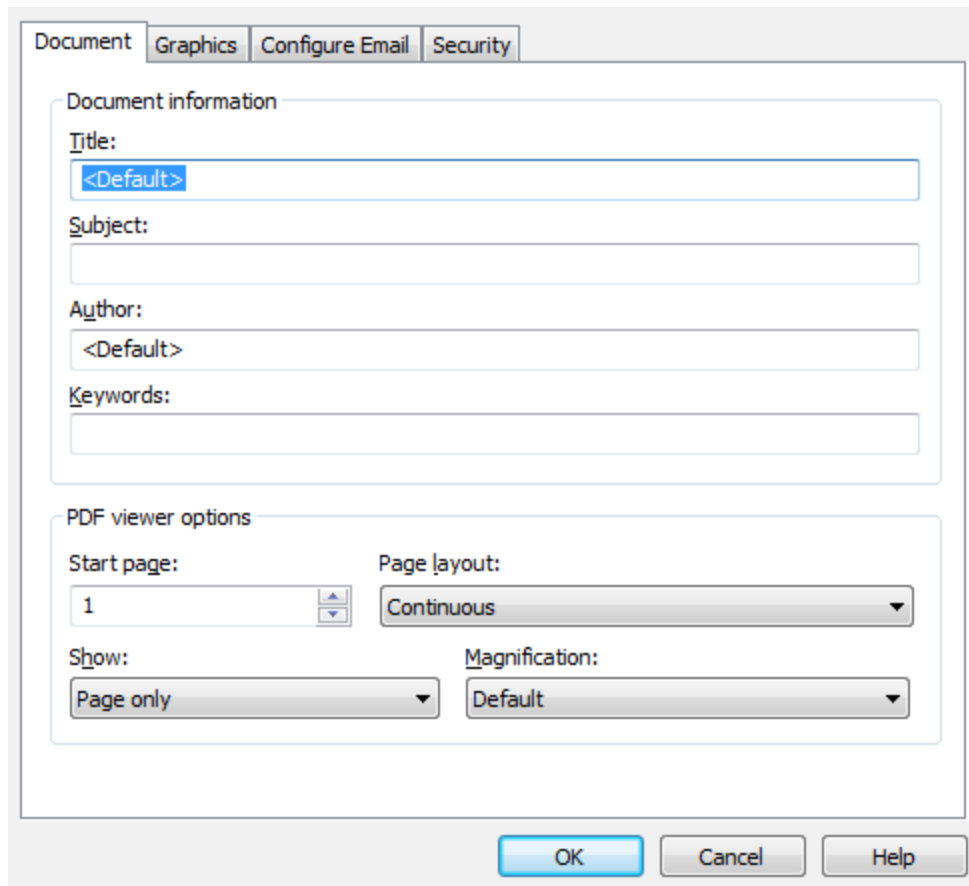 Document Graphics Configure Email Security
Document information
Title:
<Default>
Subject:
Author:
<Default>
Keywords:
PDF viewer options
Start page: Page layout:
1 Continuous
Show: Magnification:
Page only Default
OK Cancel Help